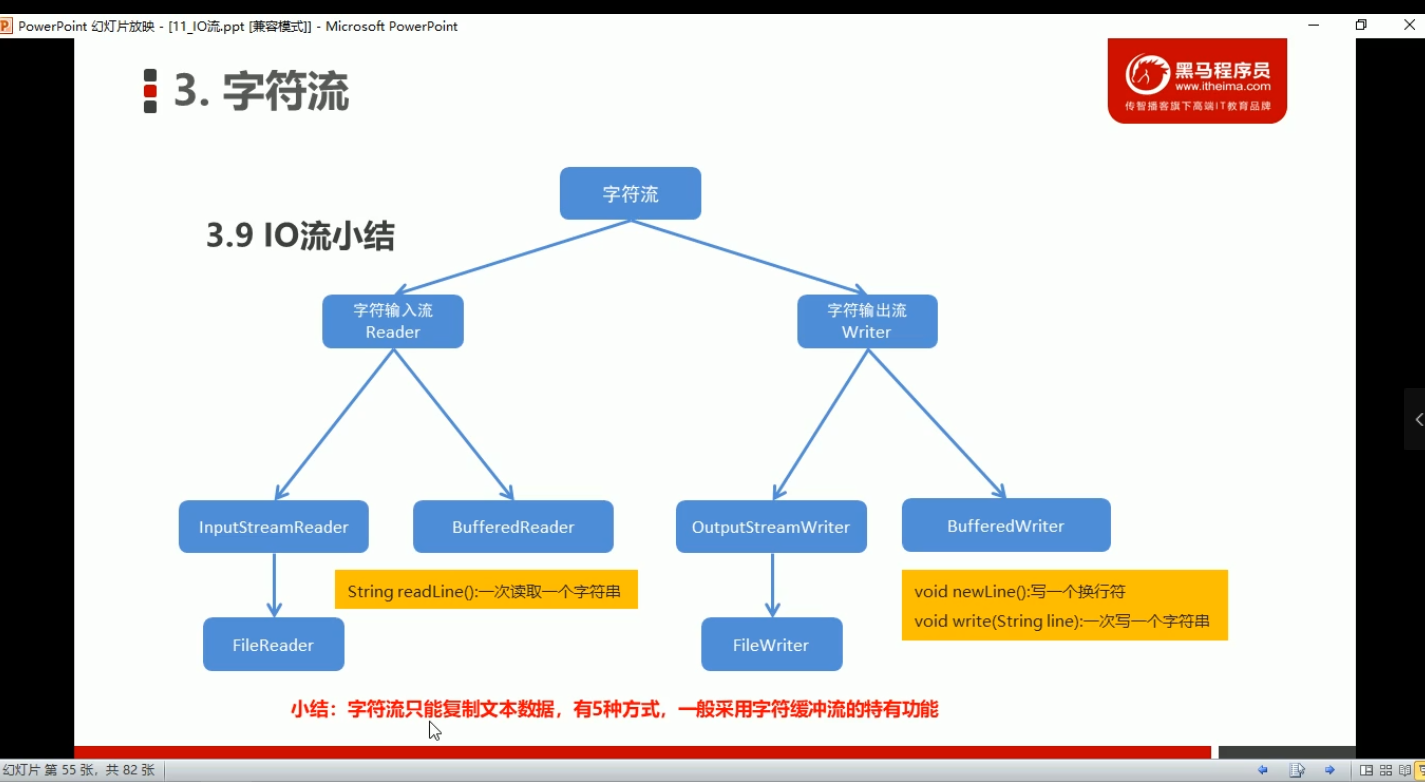 PowerPoint 幻灯片放映 - [11_IO流.ppt [兼容模式]] - Microsoft PowerPoint
3. 字符流
黑马程序员
www.itheima.com
传智播客旗下高端IT教育品牌
字符流
3.9 IO流小结
字符输入流
Reader
字符输出流
Writer
InputStreamReader
BufferedReader
OutputStreamWriter
BufferedWriter
String readLine():一次读取一个字符串
void newLine():写一个换行符
void write(String line):一次写一个字符串
FileReader
FileWriter
小结：字符流只能复制文本数据，有5种方式，一般采用字符缓冲流的特有功能
幻灯片 第 55 张，共 82 张